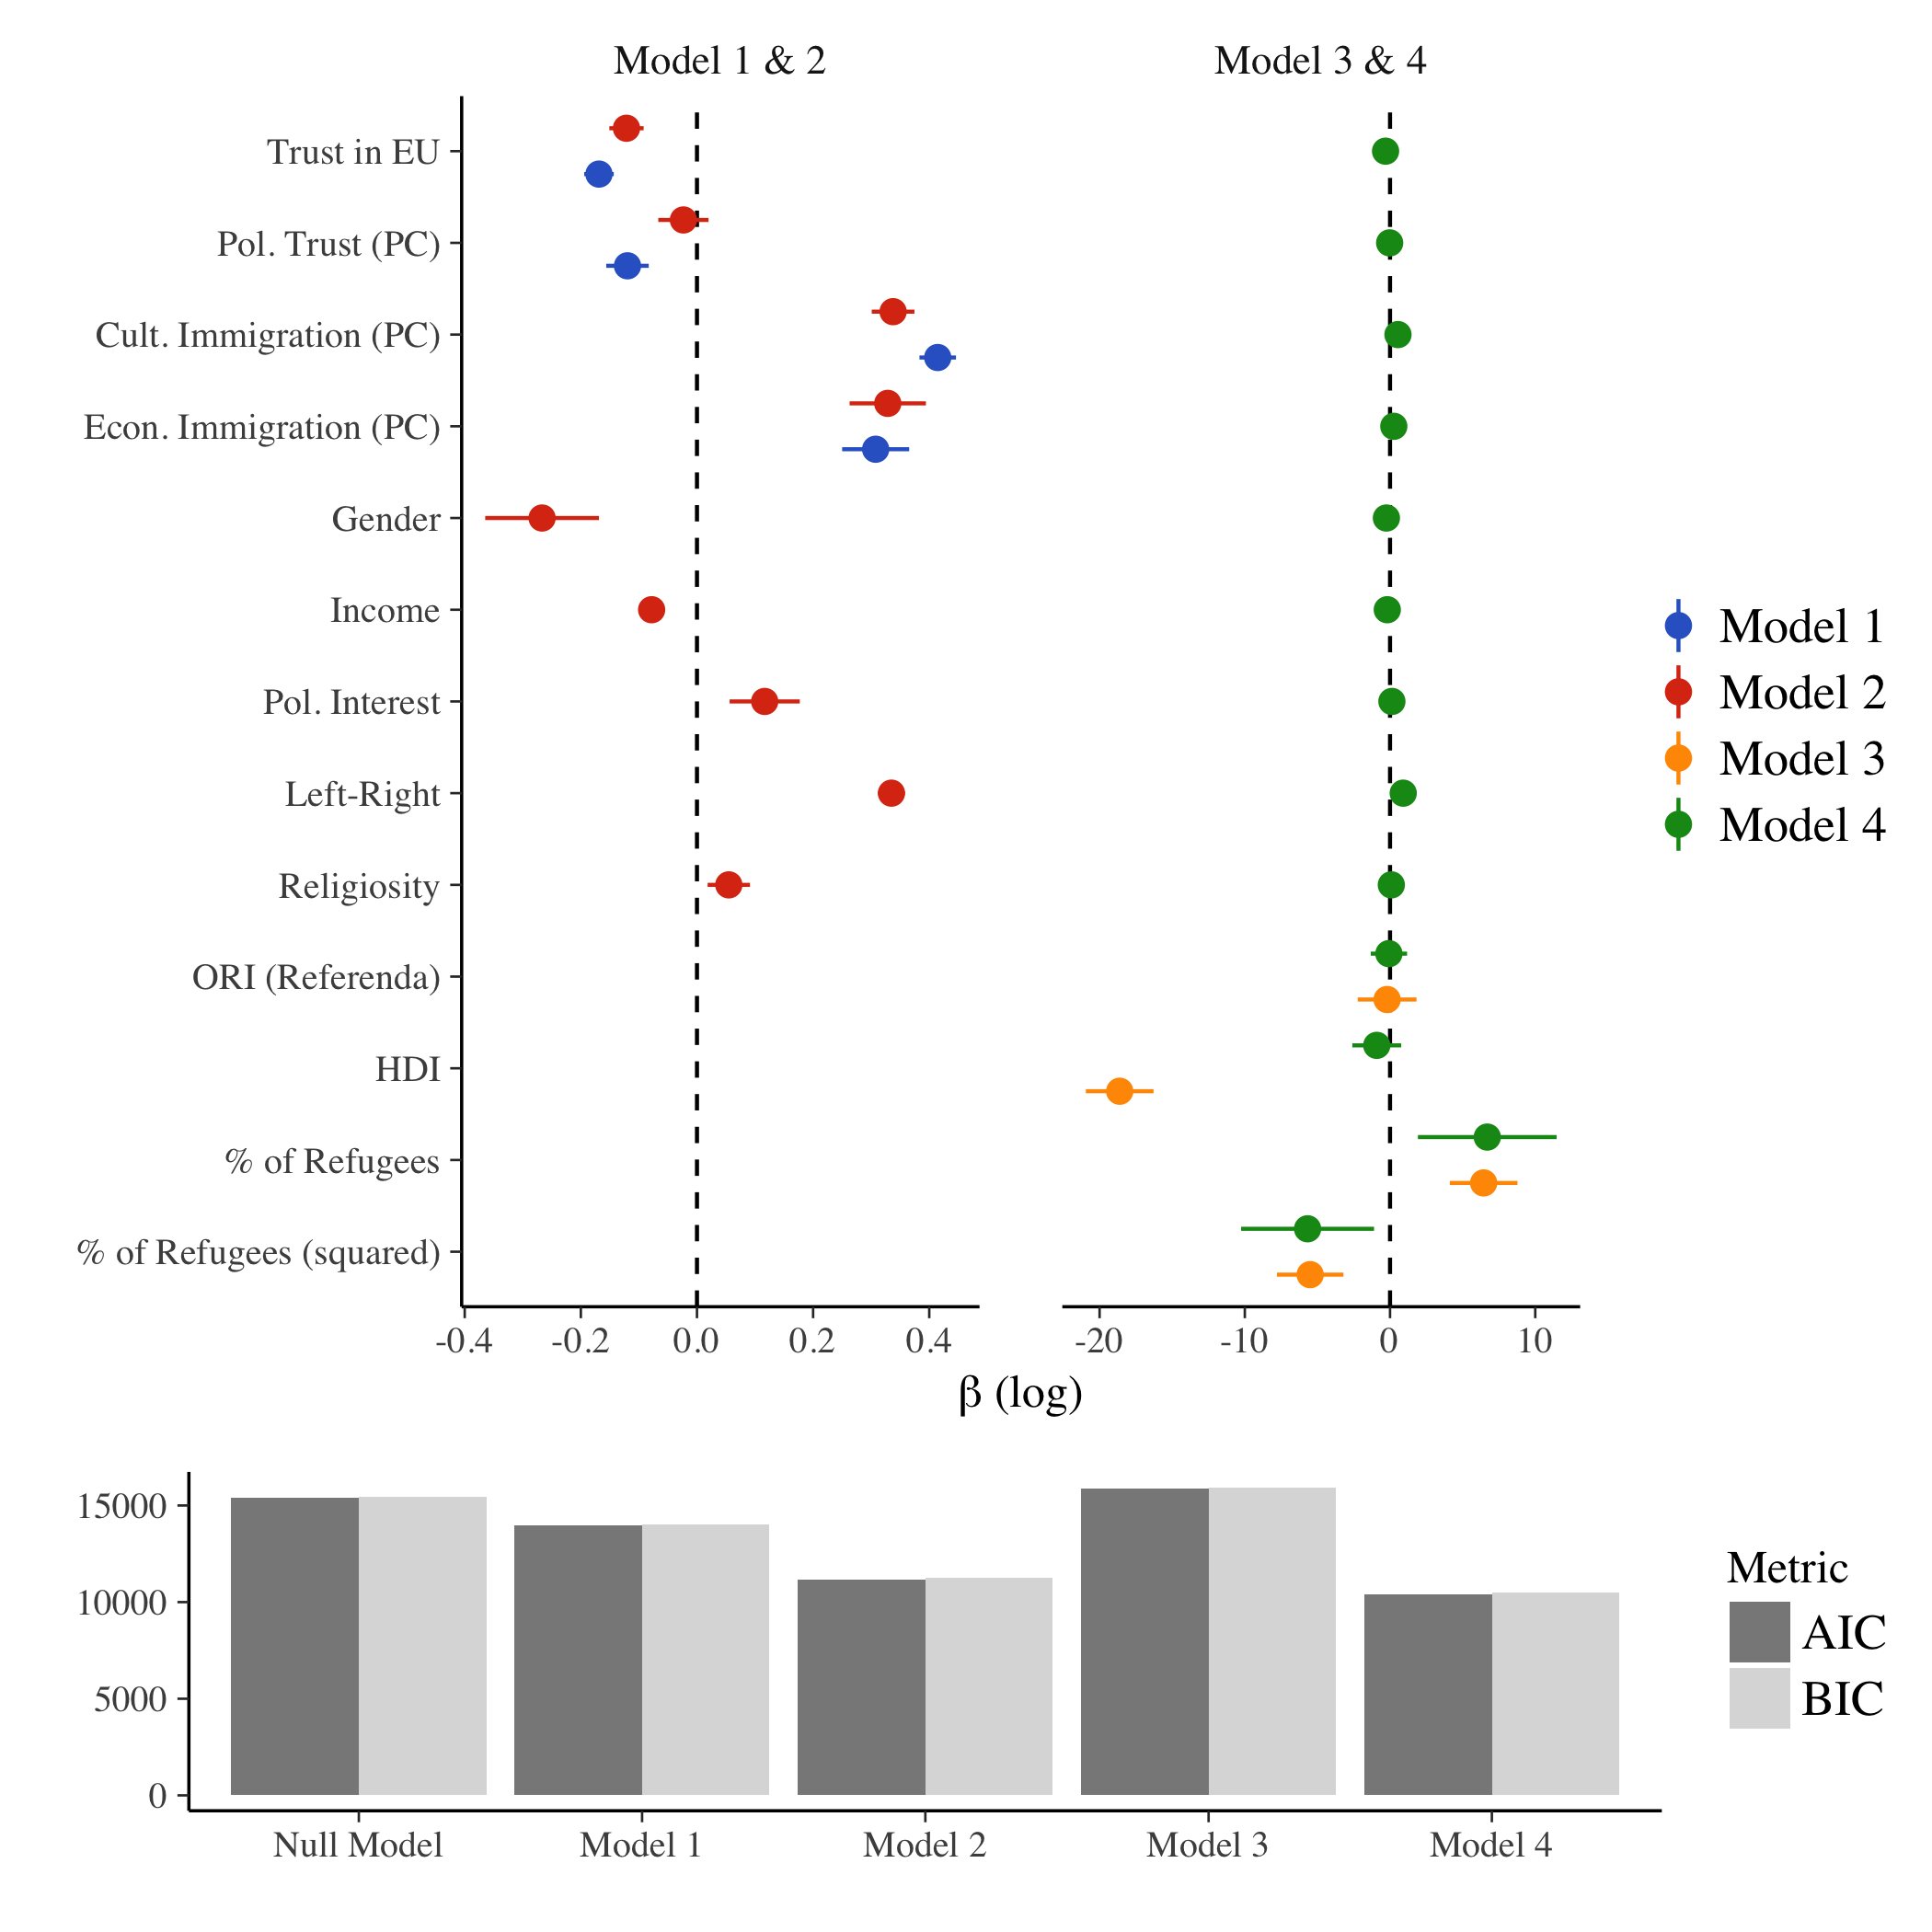 Model 1 & 2
Model 3 & 4
Trust in EU
Pol. Trust (PC)
Cult. Immigration (PC)
Econ. Immigration (PC)
Gender
Income
Pol. Interest
Left-Right
Religiosity
ORI (Referenda)
HDI
% of Refugees
% of Refugees (squared)
-0.4 -0.2 0.0 0.2 0.4
-20 -10 0 10
β (log)
Model 1
Model 2
Model 3
Model 4
15000
10000
5000
0
Null Model Model 1 Model 2 Model 3 Model 4
Metric
AIC
BIC